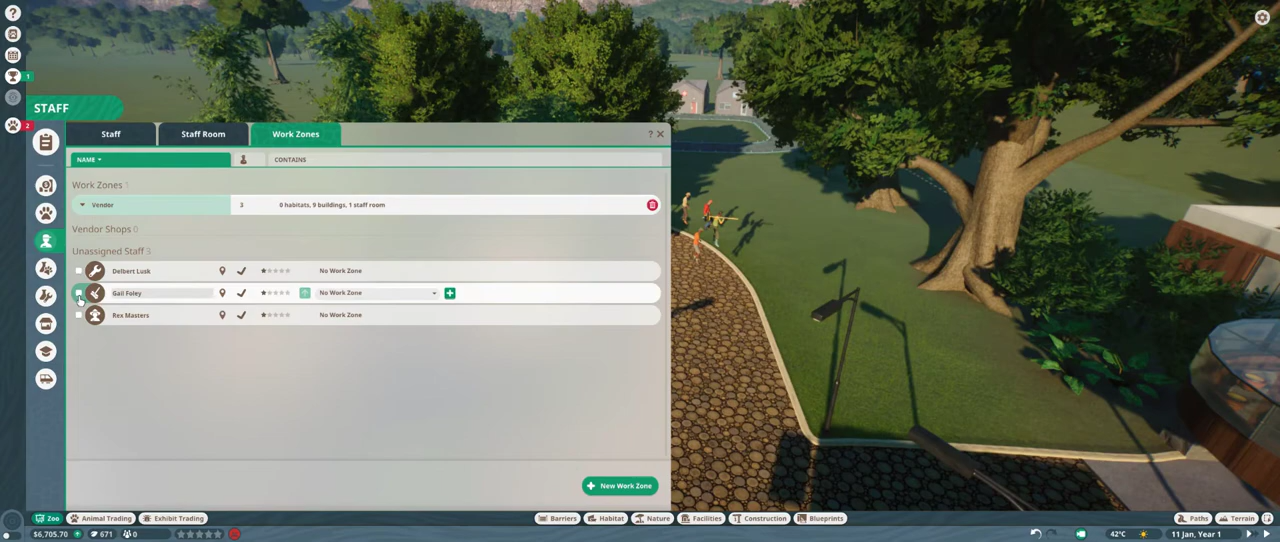 ?
1
2
STAFF
Staff
Staff Room
Work Zones
?
NAME
CONTAINS
Work Zones 1
Vendor
3
0 habitats, 9 buildings, 1 staff room
Vendor Shops 0
Unassigned Staff 3
Delbert Lusk
No Work Zone
Gail Foley
No Work Zone
Rex Masters
No Work Zone
New Work Zone
Zoo
Animal Trading
Exhibit Trading
Barriers
Habitat
Nature
Facilities
Construction
Blueprints
Paths
Terrain
$6,705.70
671
0
42°C
11 Jan, Year 1